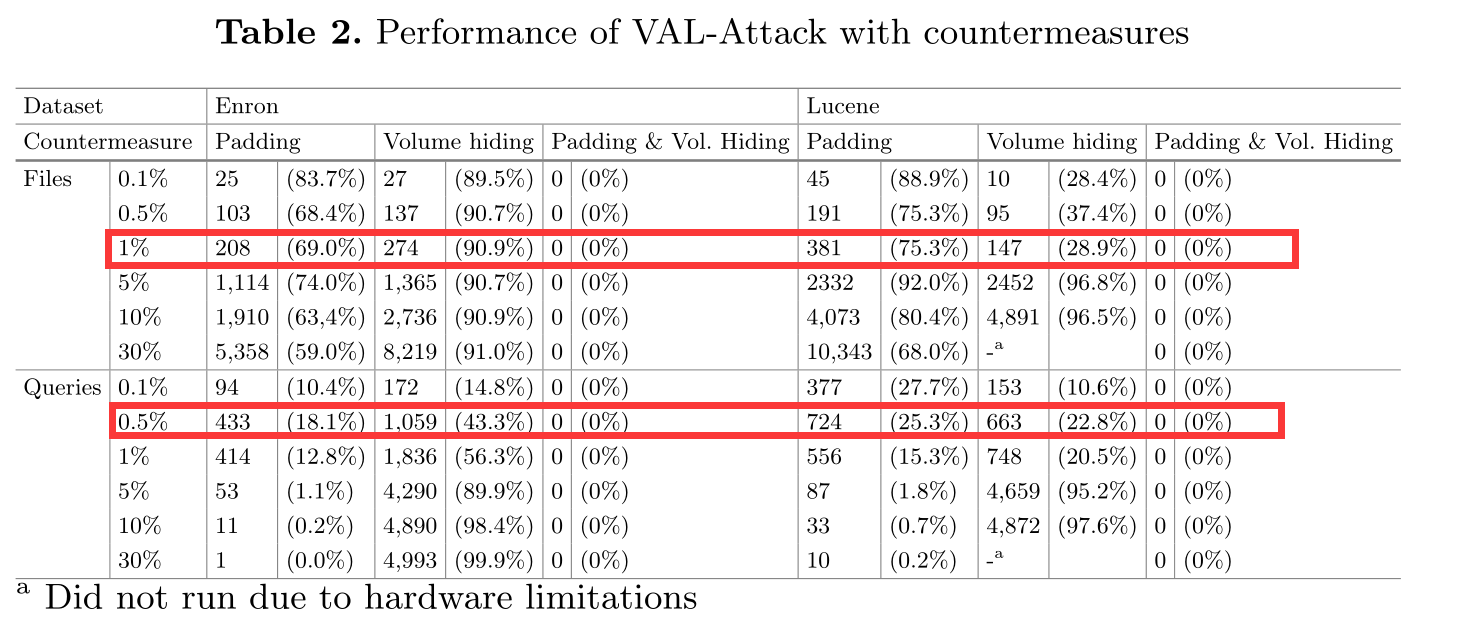 Table 2. Performance of VAL-Attack with countermeasures
Dataset Enron Lucene
Countermeasure Padding Volume hiding Padding & Vol. Hiding Padding Volume hiding Padding & Vol. Hiding
Files 0.1% 25 (83.7%) 27 (89.5%) 0 (0%) 45 (88.9%) 10 (28.4%) 0 (0%)
0.5% 103 (68.4%) 137 (90.7%) 0 (0%) 191 (75.3%) 95 (37.4%) 0 (0%)
1% 208 (69.0%) 274 (90.9%) 0 (0%) 381 (75.3%) 147 (28.9%) 0 (0%)
5% 1,114 (74.0%) 1,365 (90.7%) 0 (0%) 2332 (92.0%) 2452 (96.8%) 0 (0%)
10% 1,910 (63,4%) 2,736 (90.9%) 0 (0%) 4,073 (80.4%) 4,891 (96.5%) 0 (0%)
30% 5,358 (59.0%) 8,219 (91.0%) 0 (0%) 10,343 (68.0%) -a 0 (0%)
Queries 0.1% 94 (10.4%) 172 (14.8%) 0 (0%) 377 (27.7%) 153 (10.6%) 0 (0%)
0.5% 433 (18.1%) 1,059 (43.3%) 0 (0%) 724 (25.3%) 663 (22.8%) 0 (0%)
1% 414 (12.8%) 1,836 (56.3%) 0 (0%) 556 (15.3%) 748 (20.5%) 0 (0%)
5% 53 (1.1%) 4,290 (89.9%) 0 (0%) 87 (1.8%) 4,659 (95.2%) 0 (0%)
10% 11 (0.2%) 4,890 (98.4%) 0 (0%) 33 (0.7%) 4,872 (97.6%) 0 (0%)
30% 1 (0.0%) 4,993 (99.9%) 0 (0%) 10 (0.2%) -a 0 (0%)
a Did not run due to hardware limitations